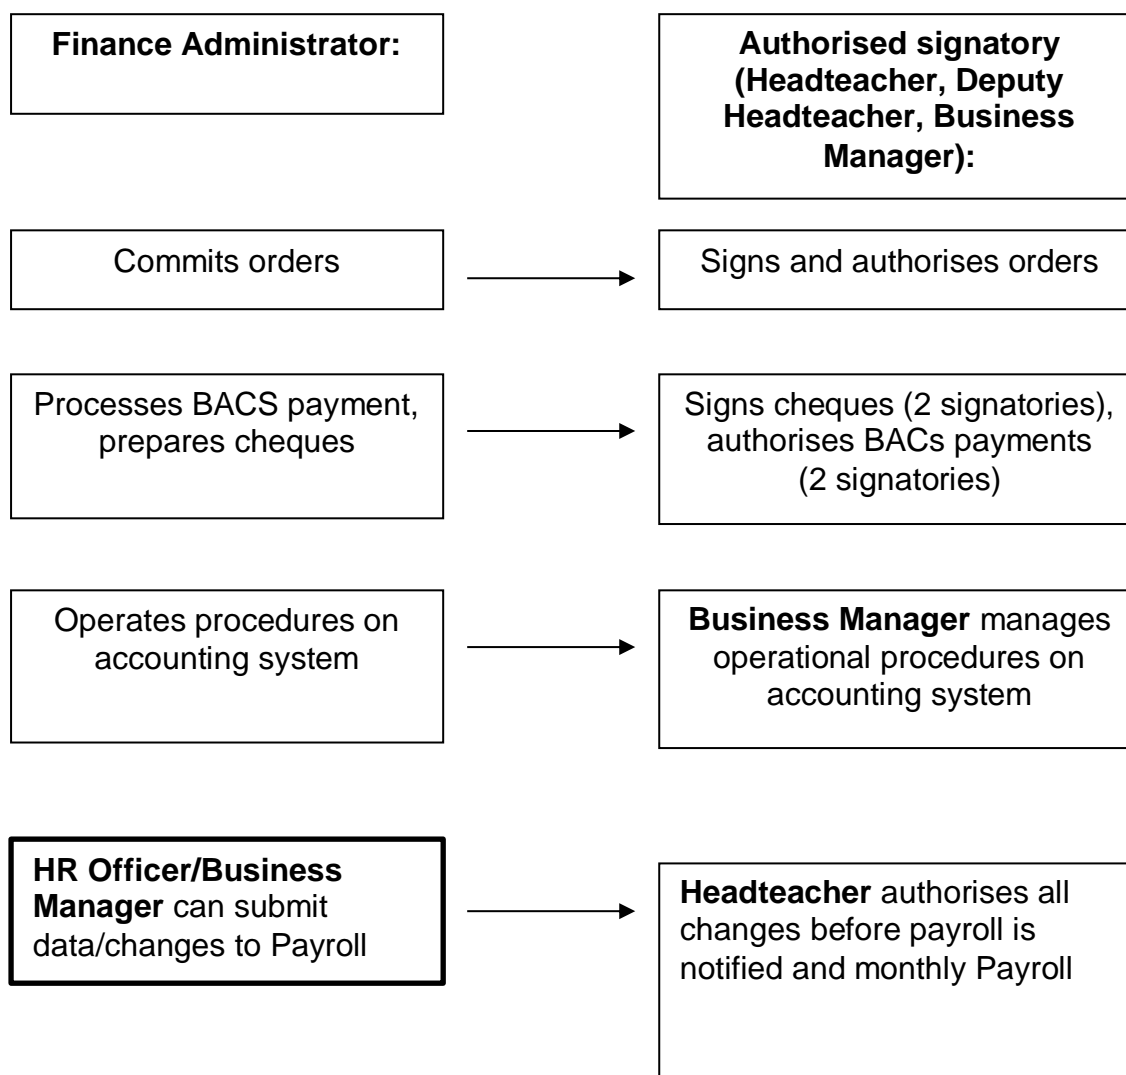 Finance Administrator:
Authorised signatory
(Headteacher, Deputy
Headteacher, Business
Manager):
Commits orders
Signs and authorises orders
Processes BACS payment,
prepares cheques
Signs cheques (2 signatories),
authorises BACs payments
(2 signatories)
Operates procedures on
accounting system
Business Manager manages
operational procedures on
accounting system
HR Officer/Business
Manager can submit
data/changes to Payroll
Headteacher authorises all
changes before payroll is
notified and monthly Payroll